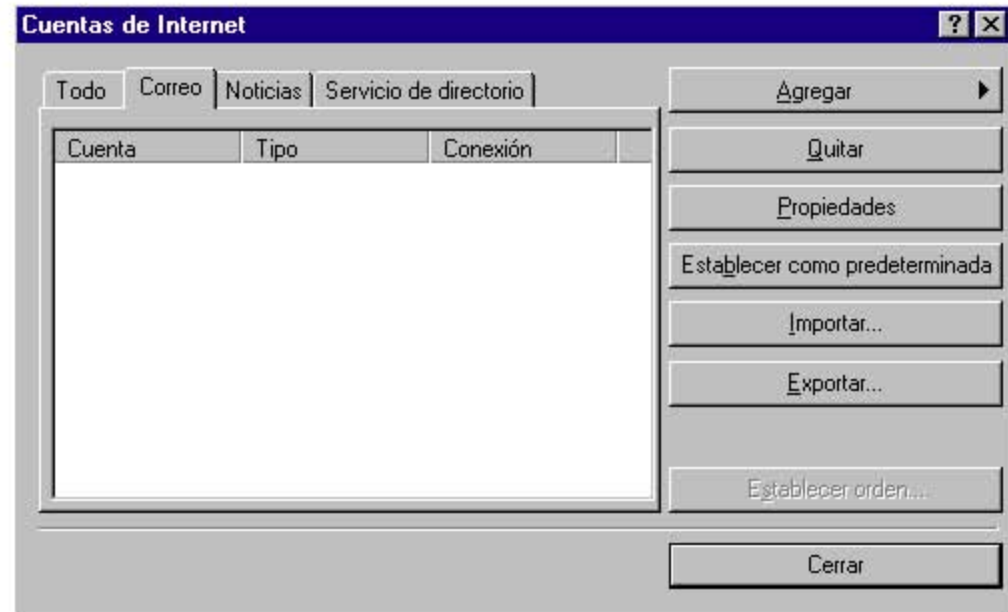 Cuentas de Internet
Todo Correo Noticias Servicio de directorio
Cuenta Tipo Conexión
Agregar
Quitar
Propiedades
Establecer como predeterminada
Importar...
Exportar...
Establecer orden...
Cerrar